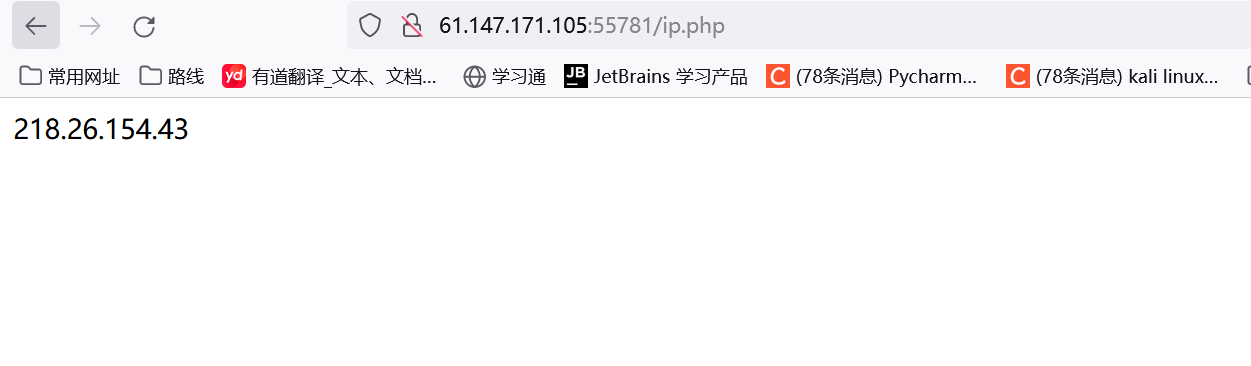 61.147.171.105:55781/ip.php
常用网址 路线 yd 有道翻译_文本、文档... 学习通 JB JetBrains 学习产品 C (78条消息) Pycharm... C (78条消息) kali linux...
218.26.154.43